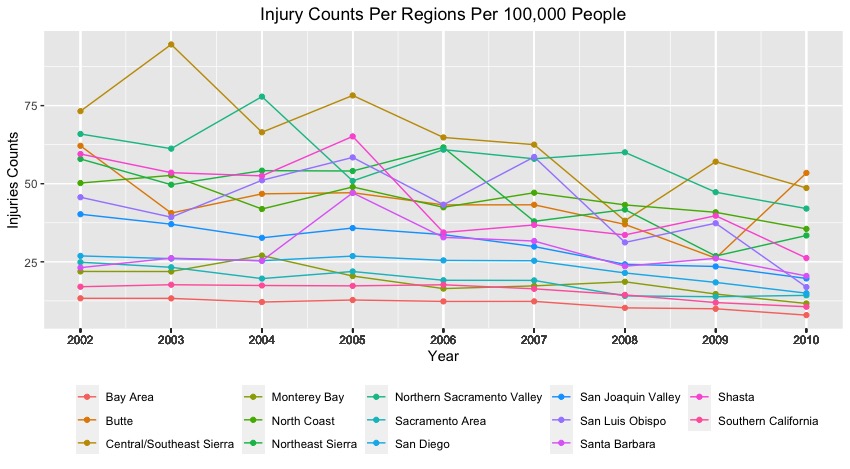 Injury Counts Per Regions Per 100,000 People
Injuries Counts
75
50
25
2002 2003 2004 2005 2006 2007 2008 2009 2010
Year
Bay Area Monterey Bay Northern Sacramento Valley San Joaquin Valley Shasta
Butte North Coast Sacramento Area San Luis Obispo Southern California
Central/Southeast Sierra Northeast Sierra San Diego Santa Barbara